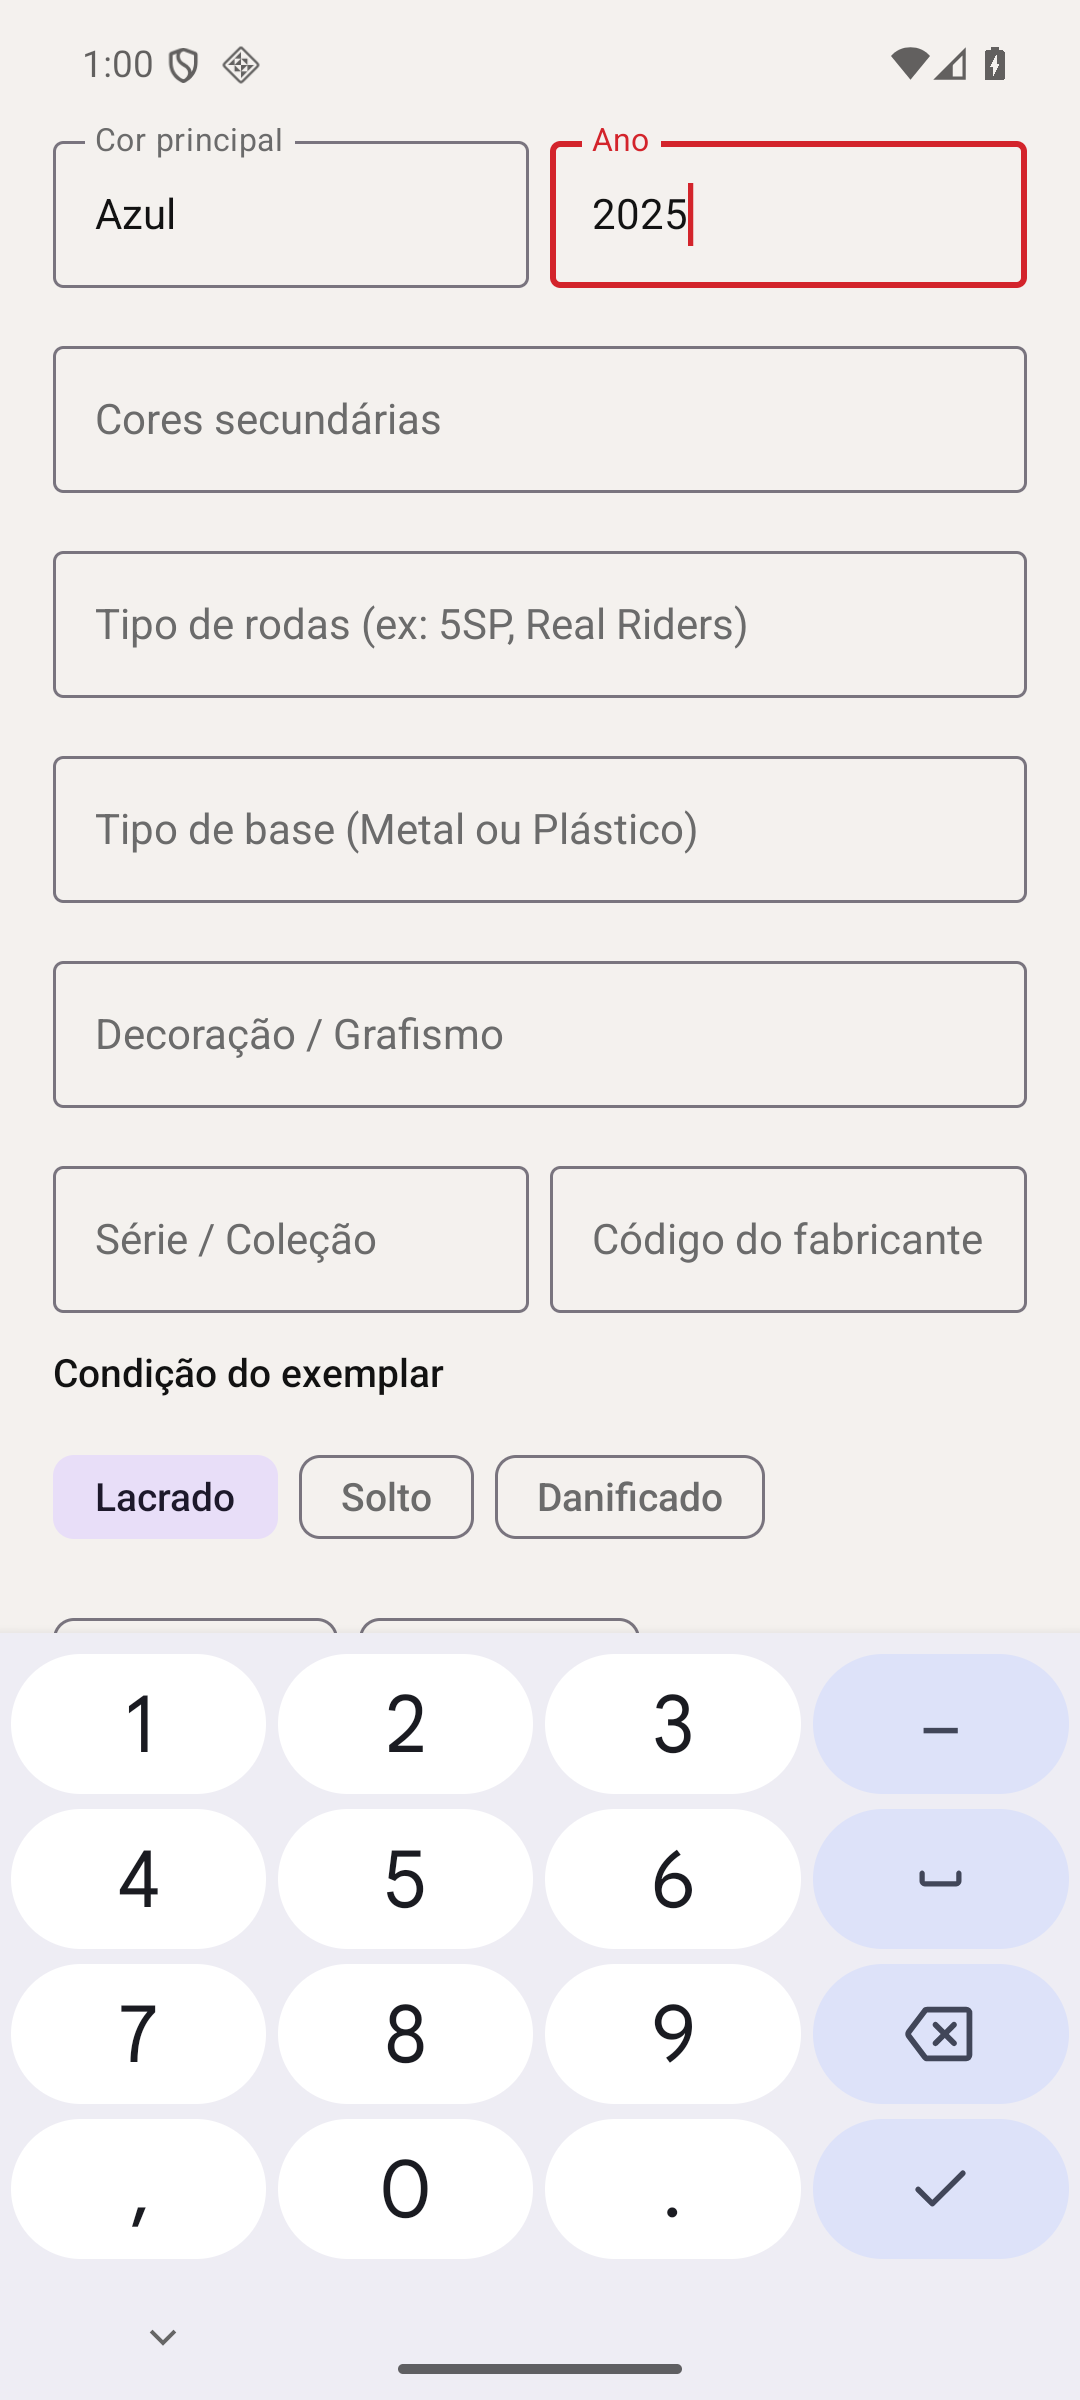 1:00
Cor principal
Ano
Azul
2025
Cores secundárias
Tipo de rodas (ex: 5SP, Real Riders)
Tipo de base (Metal ou Plástico)
Decoração / Grafismo
Série / Coleção
Código do fabricante
Condição do exemplar
Lacrado
Solto
Danificado
1 2 3 –
4 5 6
7 8 9
, 0 .